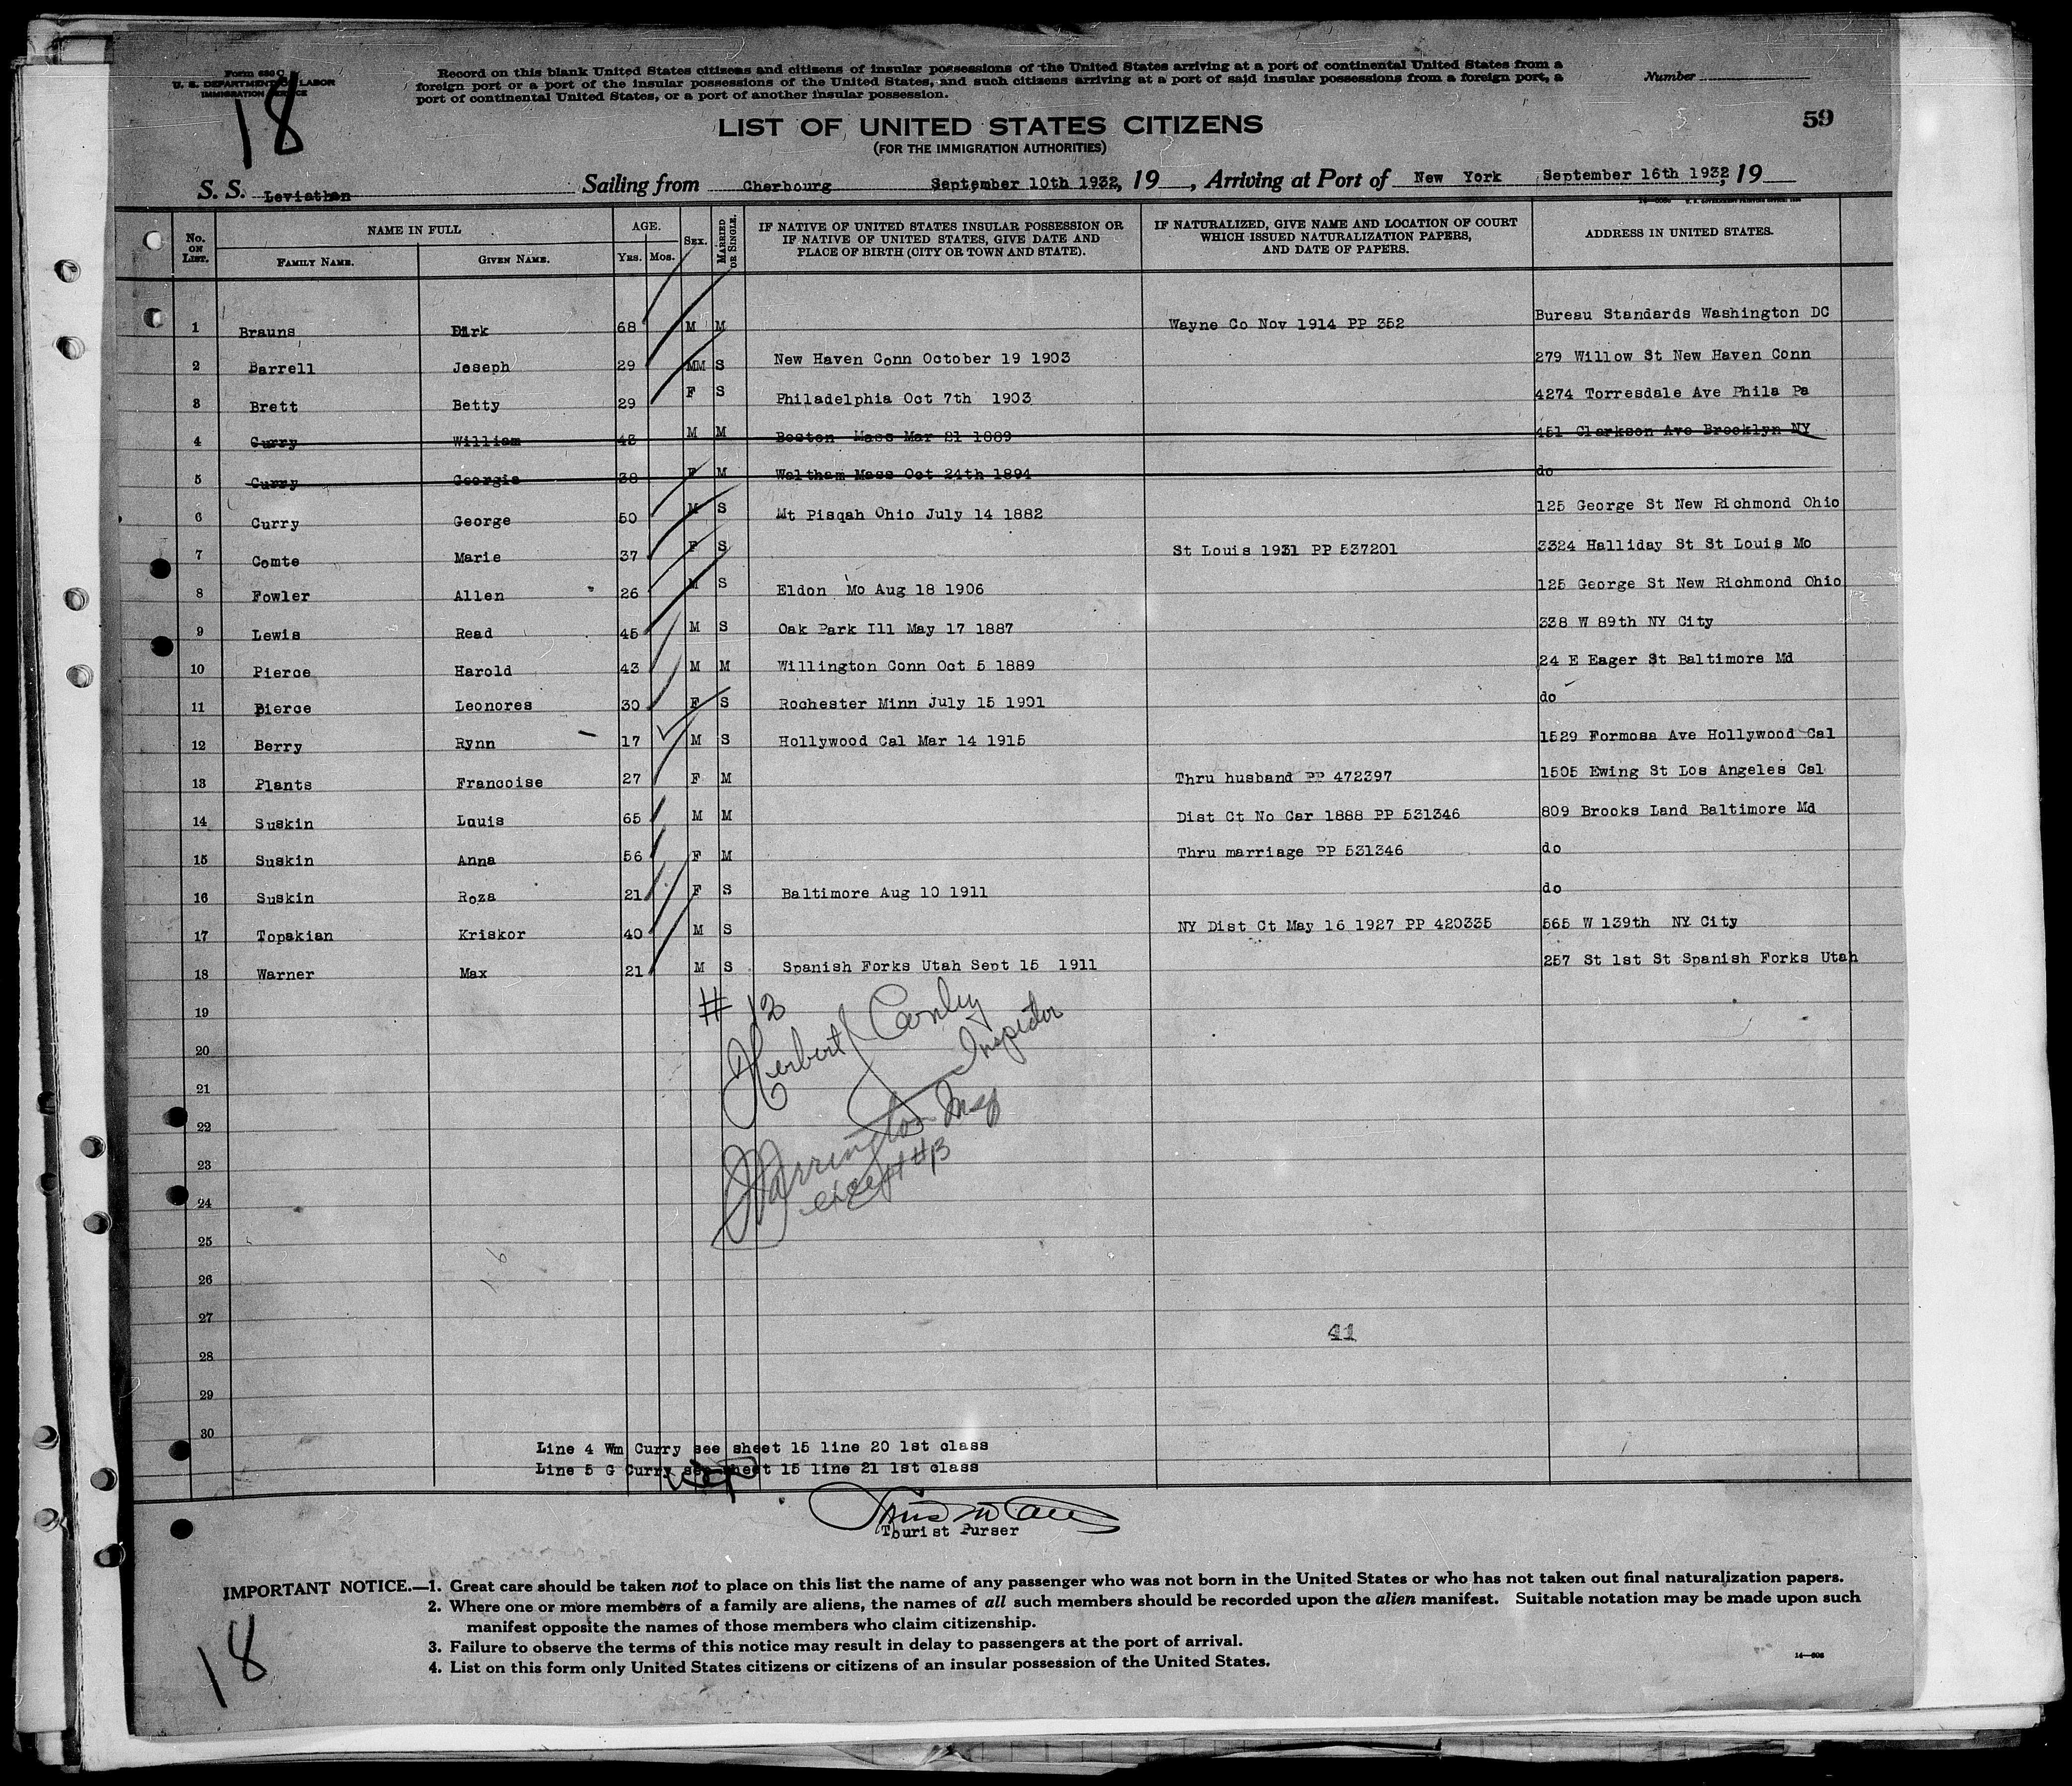 Form 630 C
U. S. DEPARTMENT OF LABOR
IMMIGRATION SERVICE
18
Record on this blank United States citizens and citizens of insular possessions of the United States arriving at a port of continental United States from a
foreign port or a port of the insular possessions of the United States, and such citizens arriving at a port of said insular possessions from a foreign port, a
port of continental United States, or a port of another insular possession.
Number
59
LIST OF UNITED STATES CITIZENS
(FOR THE IMMIGRATION AUTHORITIES)
S. S. Leviathan Sailing from Cherbourg September 10th 1932, 19 , Arriving at Port of New York September 16th 1932, 19
No. ON LIST. NAME IN FULL FAMILY NAME. GIVEN NAME. AGE. YRS. MOS. SEX. MARRIED OR SINGLE. IF NATIVE OF UNITED STATES INSULAR POSSESSION OR IF NATIVE OF UNITED STATES, GIVE DATE AND PLACE OF BIRTH (CITY OR TOWN AND STATE). IF NATURALIZED, GIVE NAME AND LOCATION OF COURT WHICH ISSUED NATURALIZATION PAPERS, AND DATE OF PAPERS. ADDRESS IN UNITED STATES.
1 Brauns Dirk 68 M M Wayne Co Nov 1914 PP 352 Bureau Standards Washington DC
2 Barrell Joseph 29 MM S New Haven Conn October 19 1903 279 Willow St New Haven Conn
3 Brett Betty 29 F S Philadelphia Oct 7th 1903 4274 Torresdale Ave Phila Pa
4 Curry William 43 M M Boston Mass Mar 21 1889 451 Clarkson Ave Brooklyn NY
5 Curry Georgia 38 F M Waltham Mass Oct 24th 1894 do
6 Curry George 50 M S Mt Pisqah Ohio July 14 1882 125 George St New Richmond Ohio
7 Comte Marie 37 F S St Louis 1931 PP 537201 3324 Halliday St St Louis Mo
8 Fowler Allen 26 M S Eldon Mo Aug 18 1906 125 George St New Richmond Ohio
9 Lewis Read 45 M S Oak Park Ill May 17 1887 338 W 89th NY City
10 Pierce Harold 43 M M Willington Conn Oct 5 1889 24 E Eager St Baltimore Md
11 Pierce Leonores 30 F S Rochester Minn July 15 1901 do
12 Berry Rynn 17 M S Hollywood Cal Mar 14 1915 1529 Formosa Ave Hollywood Cal
13 Plants Francoise 27 F M Thru husband PP 472397 1505 Ewing St Los Angeles Cal
14 Suskin Louis 65 M M Dist Ct No Car 1888 PP 531346 809 Brooks Land Baltimore Md
15 Suskin Anna 56 F M Thru marriage PP 531346 do
16 Suskin Roza 21 F S Baltimore Aug 10 1911 do
17 Topakian Kriskor 40 M S NY Dist Ct May 16 1927 PP 420335 565 W 139th NY City
18 Warner Max 21 M S Spanish Forks Utah Sept 15 1911 257 St 1st St Spanish Forks Utah
19
# 13
20
Herbert Conley
Inspector
21
22
Harrington Insp
23
except #13
24
25
26
27
41
28
29
30
Line 4 Wm Curry see sheet 15 line 20 1st class
Line 5 G Curry see sheet 15 line 21 1st class
Tourist Purser
IMPORTANT NOTICE.—1. Great care should be taken not to place on this list the name of any passenger who was not born in the United States or who has not taken out final naturalization papers.
2. Where one or more members of a family are aliens, the names of all such members should be recorded upon the alien manifest. Suitable notation may be made upon such
manifest opposite the names of those members who claim citizenship.
3. Failure to observe the terms of this notice may result in delay to passengers at the port of arrival.
4. List on this form only United States citizens or citizens of an insular possession of the United States.
18